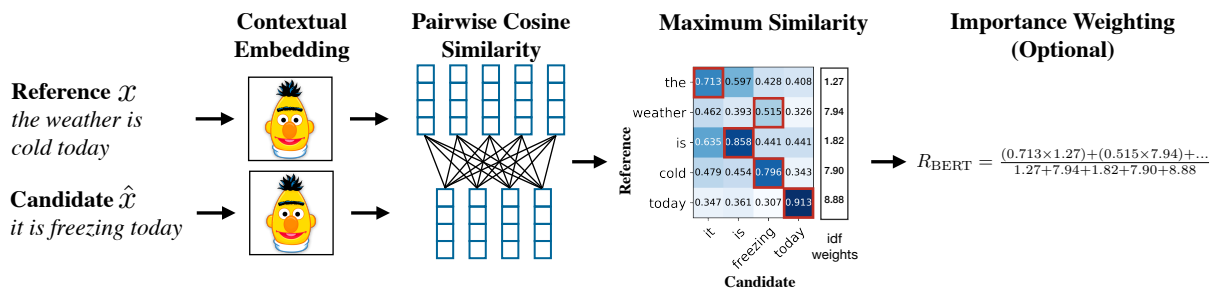 Contextual
Embedding
Pairwise Cosine
Similarity
Maximum Similarity
Importance Weighting
(Optional)
Reference x
the weather is
cold today
Candidate x̂
it is freezing today
Reference
the 0.713 0.597 0.428 0.408 1.27
weather 0.462 0.393 0.515 0.326 7.94
is 0.635 0.858 0.441 0.441 1.82
cold 0.479 0.454 0.796 0.343 7.90
today 0.347 0.361 0.307 0.913 8.88
it is freezing today
idf
weights
Candidate
R_BERT = (0.713×1.27)+(0.515×7.94)+... / 1.27+7.94+1.82+7.90+8.88